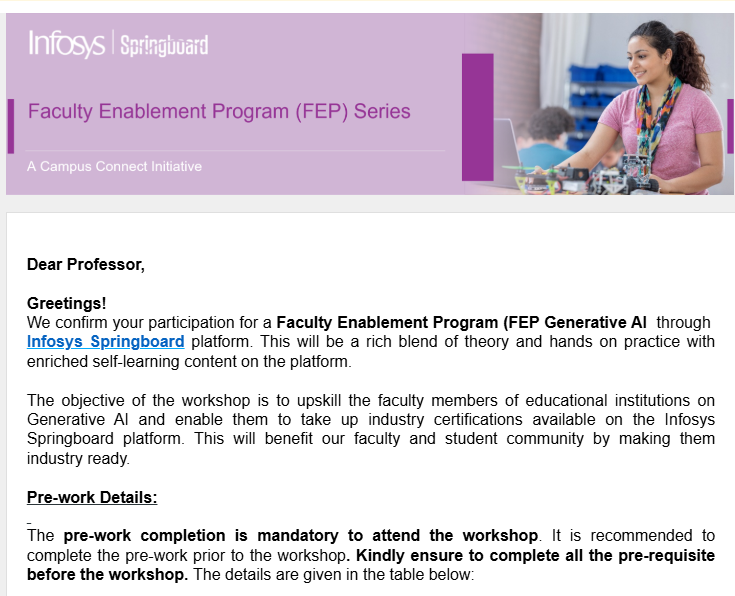 Infosys | Springboard
Faculty Enablement Program (FEP) Series
A Campus Connect Initiative
Dear Professor,
Greetings!
We confirm your participation for a Faculty Enablement Program (FEP Generative AI through
Infosys Springboard platform. This will be a rich blend of theory and hands on practice with
enriched self-learning content on the platform.
The objective of the workshop is to upskill the faculty members of educational institutions on
Generative AI and enable them to take up industry certifications available on the Infosys
Springboard platform. This will benefit our faculty and student community by making them
industry ready.
Pre-work Details:
The pre-work completion is mandatory to attend the workshop. It is recommended to
complete the pre-work prior to the workshop. Kindly ensure to complete all the pre-requisite
before the workshop. The details are given in the table below: